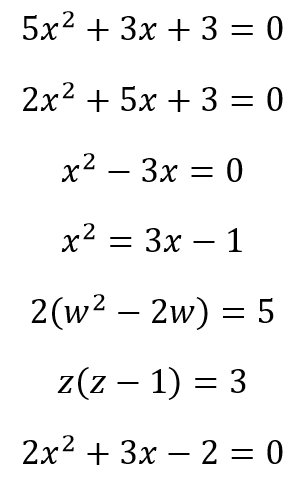 5x² + 3x + 3 = 0
2x² + 5x + 3 = 0
x² − 3x = 0
x² = 3x − 1
2(w² − 2w) = 5
z(z − 1) = 3
2x² + 3x − 2 = 0